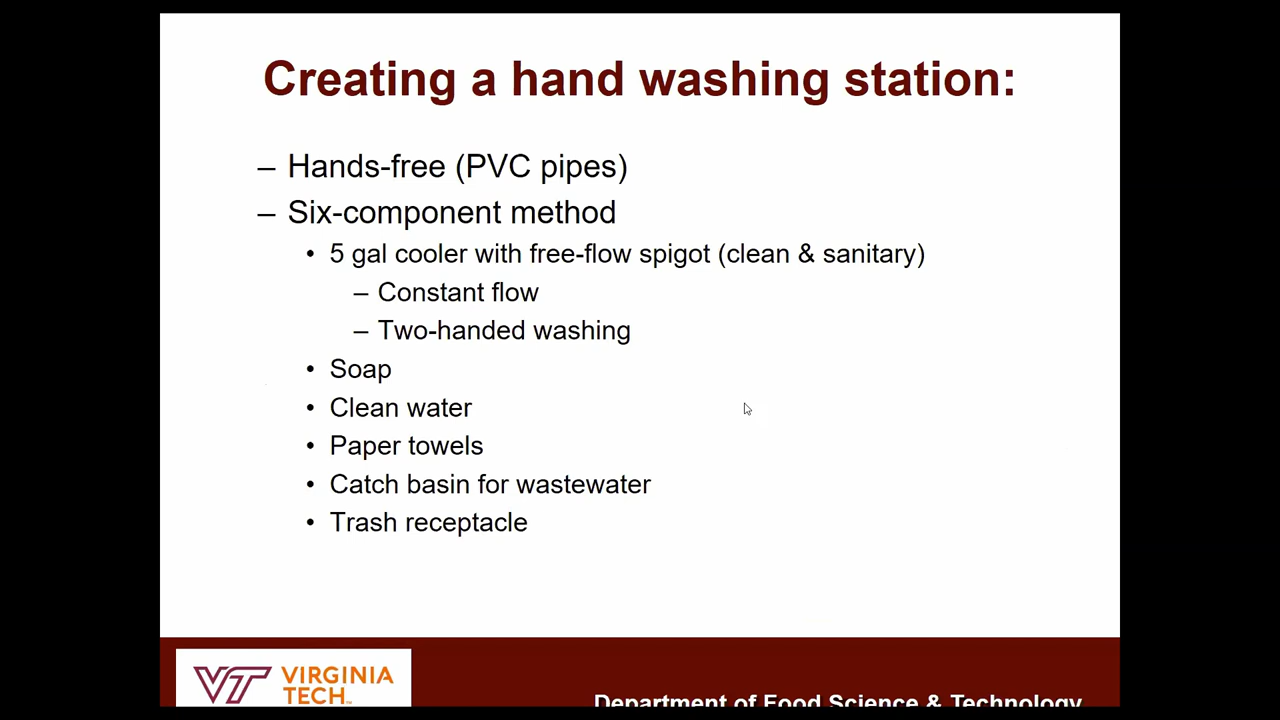 Creating a hand washing station:
– Hands-free (PVC pipes)
– Six-component method
• 5 gal cooler with free-flow spigot (clean & sanitary)
– Constant flow
– Two-handed washing
• Soap
• Clean water
• Paper towels
• Catch basin for wastewater
• Trash receptacle
VT VIRGINIA
TECH™
Department of Food Science & Technology